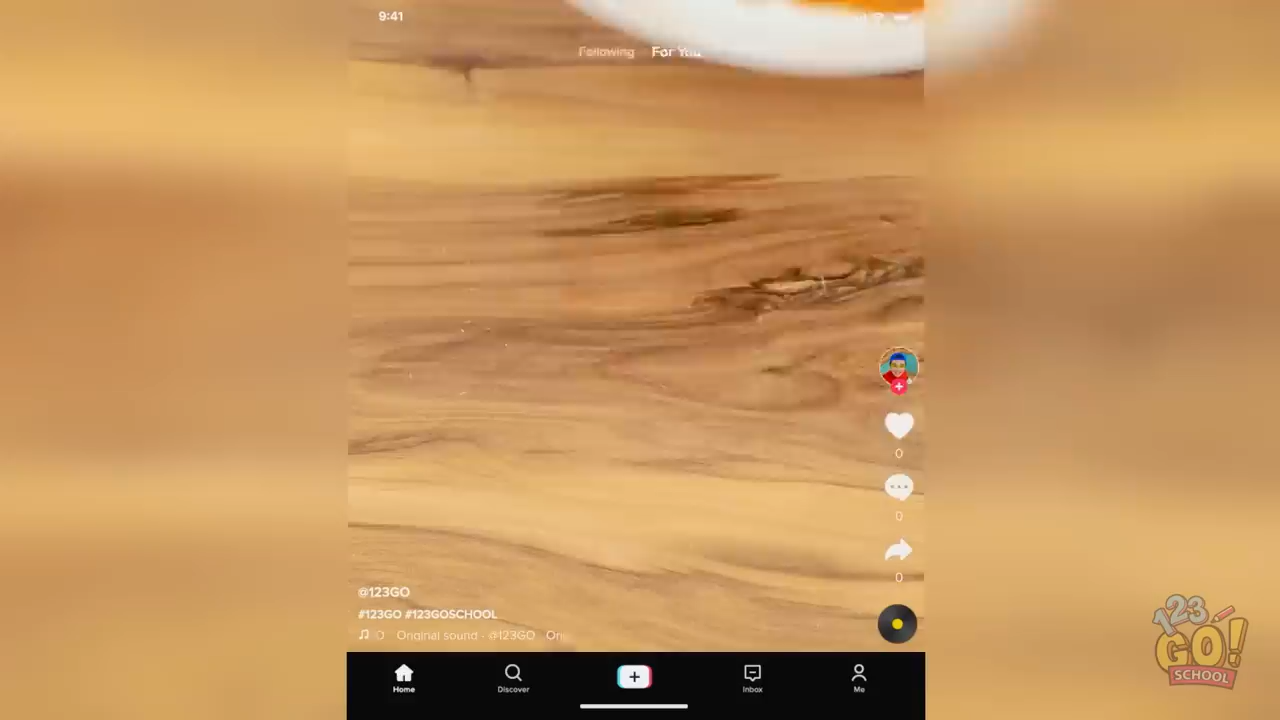 9:41
Following For You
0
0
0
@123GO
#123GO #123GOSCHOOL
Original sound - @123GO
Home Discover Inbox Me
123 GO! SCHOOL